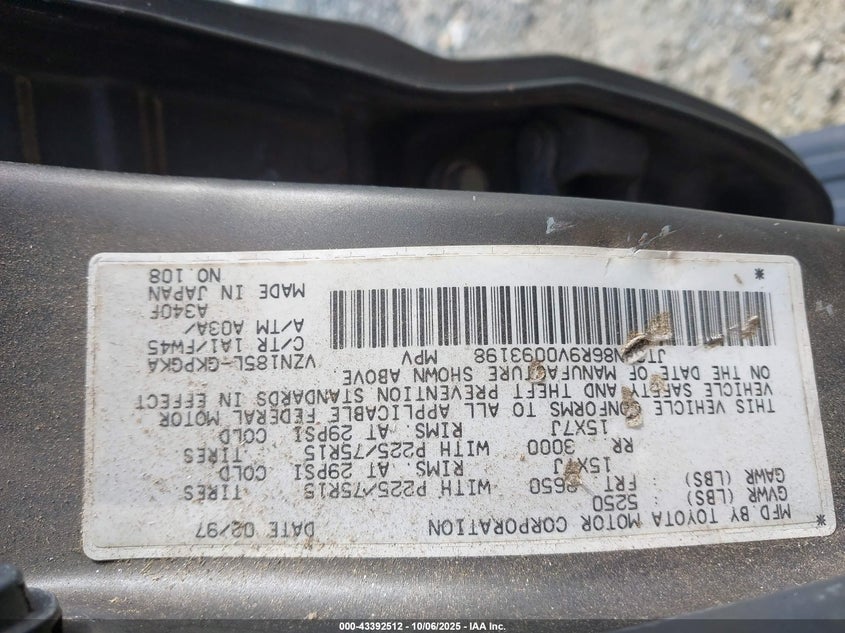 MFD. BY TOYOTA MOTOR CORPORATION DATE 02/97
GVWR (LBS) 5250
GAWR (LBS) FRT WITH P225/75R15 TIRES
15X7J RIMS. AT 29PSI COLD
RR 3000 WITH P225/75R15 TIRES
15X7J RIMS. AT 29PSI COLD
THIS VEHICLE CONFORMS TO ALL APPLICABLE FEDERAL MOTOR
VEHICLE SAFETY AND THEFT PREVENTION STANDARDS IN EFFECT
ON THE DATE OF MANUFACTURE SHOWN ABOVE
MPV VZN185L-GKPGKA
C/TR 1A1/FW45
A/TM A03A/
A340F
MADE IN JAPAN
NO.108
000-43392512 - 10/06/2025 - IAA Inc.